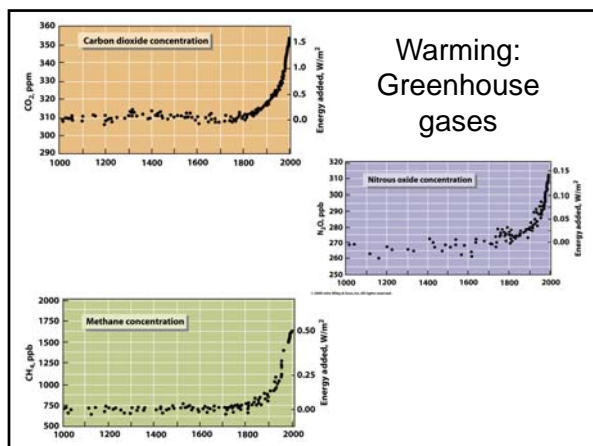 Warming:
Greenhouse
gases
Carbon dioxide concentration
CO2, ppm
360
350
340
330
320
310
300
290
1.5
1.0
0.5
0.0
Energy added, W/m²
1000 1200 1400 1600 1800 2000
Nitrous oxide concentration
N2O, ppb
320
310
300
290
280
270
260
250
0.15
0.10
0.05
0.00
Energy added, W/m²
1000 1200 1400 1600 1800 2000
Methane concentration
CH4, ppb
2000
1750
1500
1250
1000
750
500
0.50
0.25
0.00
Energy added, W/m²
1000 1200 1400 1600 1800 2000